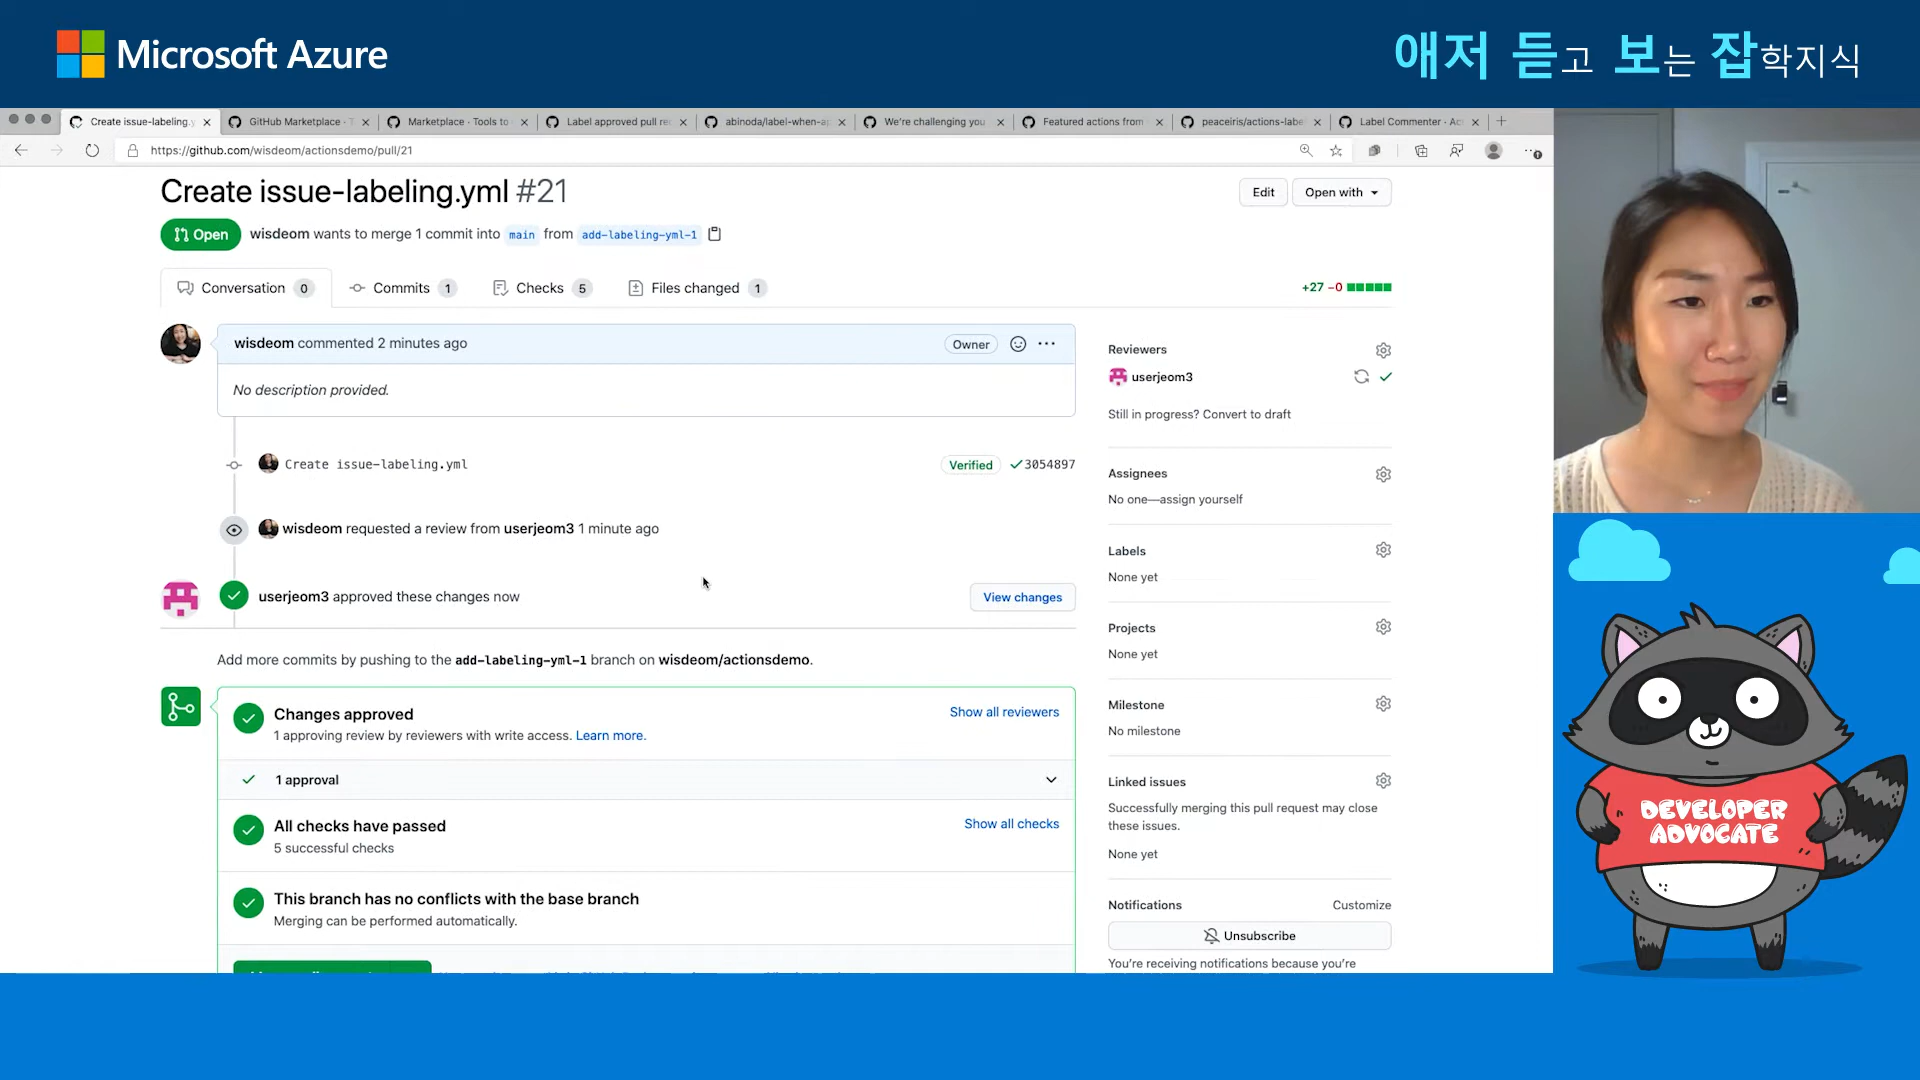 Microsoft Azure
애저 듣고 보는 잡학지식
Create issue-labeling.y
GitHub Marketplace · T
Marketplace · Tools to
Label approved pull re
abinoda/label-when-ap
We're challenging you
Featured actions from
peaceiris/actions-labe
Label Commenter · Ac
https://github.com/wisdeom/actionsdemo/pull/21
Create issue-labeling.yml #21
Edit
Open with
Open
wisdeom wants to merge 1 commit into main from add-labeling-yml-1
Conversation 0
Commits 1
Checks 5
Files changed 1
+27 −0
wisdeom commented 2 minutes ago
Owner
No description provided.
Create issue-labeling.yml
Verified
3054897
wisdeom requested a review from userjeom3 1 minute ago
userjeom3 approved these changes now
View changes
Add more commits by pushing to the add-labeling-yml-1 branch on wisdeom/actionsdemo.
Changes approved
Show all reviewers
1 approving review by reviewers with write access. Learn more.
1 approval
All checks have passed
Show all checks
5 successful checks
This branch has no conflicts with the base branch
Merging can be performed automatically.
Reviewers
userjeom3
Still in progress? Convert to draft
Assignees
No one—assign yourself
Labels
None yet
Projects
None yet
Milestone
No milestone
Linked issues
Successfully merging this pull request may close
these issues.
None yet
Notifications
Customize
Unsubscribe
You're receiving notifications because you're
DEVELOPER
ADVOCATE